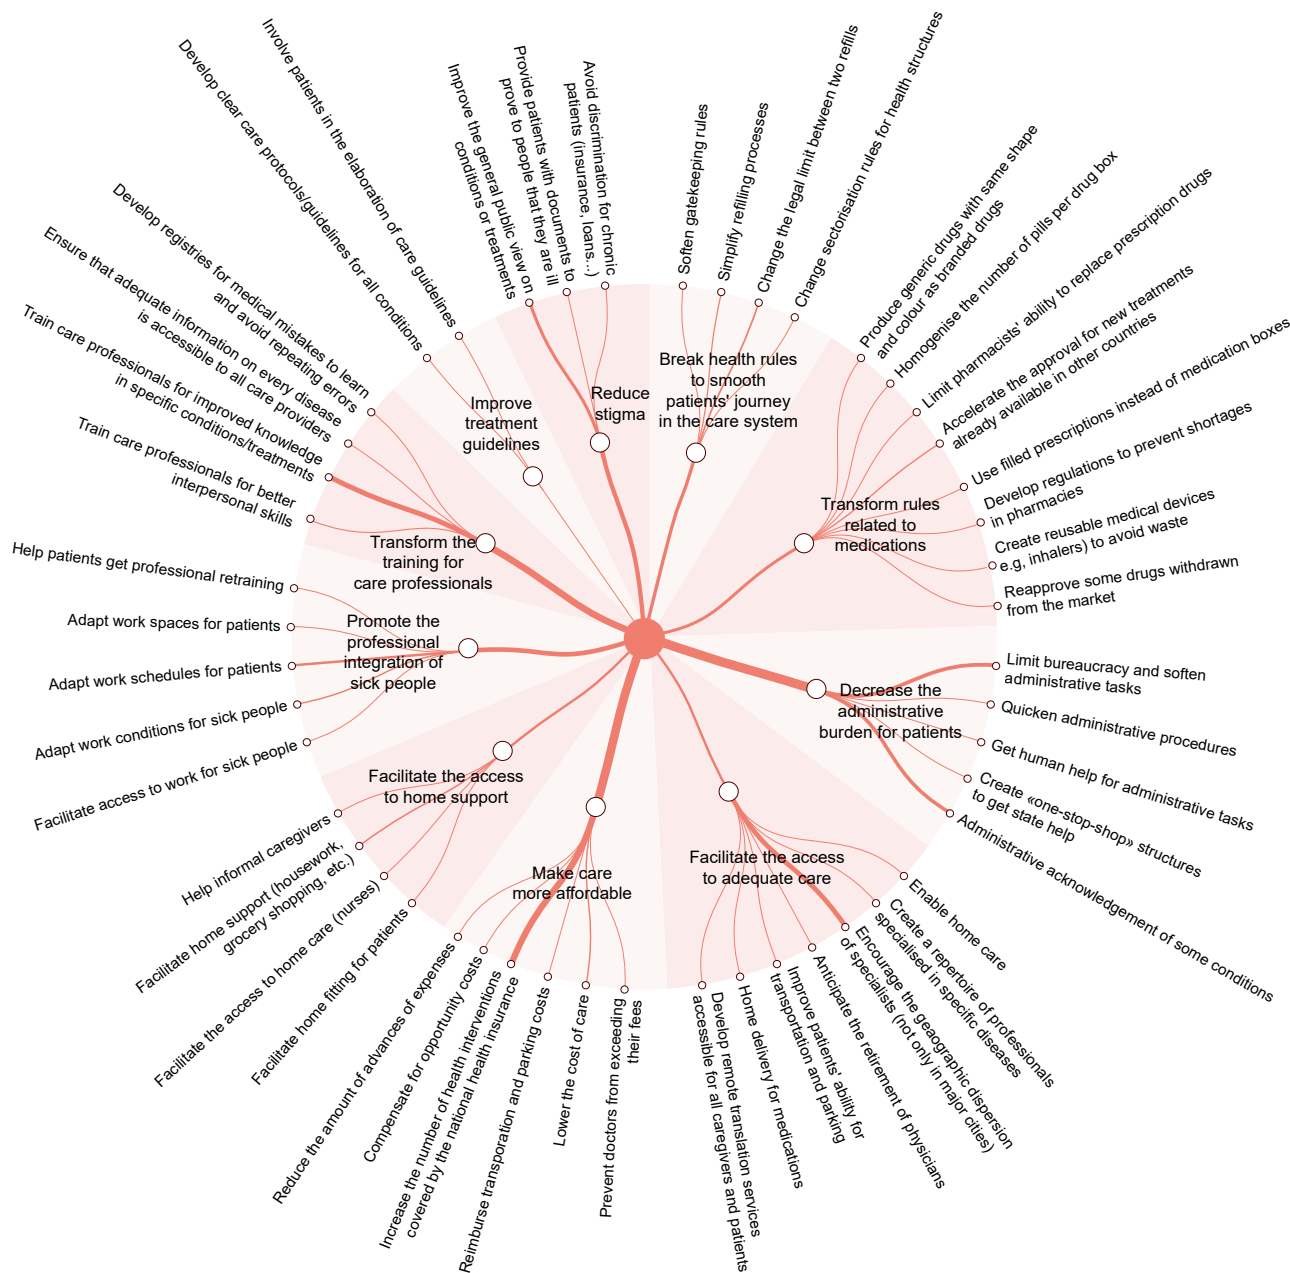 Soften gatekeeping rules
Simplify refilling processes
Change the legal limit between two refills
Change sectorisation rules for health structures
Break health rules
to smooth
patients' journey
in the care system
Produce generic drugs with same shape
and colour as branded drugs
Homogenise the number of pills per drug box
Limit pharmacists' ability to replace prescription drugs
Accelerate the approval for new treatments
already available in other countries
Use filled prescriptions instead of medication boxes
Develop regulations to prevent shortages
in pharmacies
Create reusable medical devices
e.g, inhalers) to avoid waste
Reapprove some drugs withdrawn
from the market
Transform rules
related to
medications
Limit bureaucracy and soften
administrative tasks
Quicken administrative procedures
Get human help for administrative tasks
Create «one-stop-shop» structures
to get state help
Administrative acknowledgement of some conditions
Decrease the
administrative
burden for patients
Enable home care
Create a repertoire of professionals
specialised in specific diseases
Encourage the geaographic dispersion
of specialists (not only in major cities)
Anticipate the retirement of physicians
Improve patients' ability for
transportation and parking
Home delivery for medications
Develop remote translation services
accessible for all caregivers and patients
Facilitate the access
to adequate care
Prevent doctors from exceeding
their fees
Lower the cost of care
Reimburse transporation and parking costs
Increase the number of health interventions
covered by the national health insurance
Compensate for opportunity costs
Reduce the amount of advances of expenses
Make care
more affordable
Facilitate home fitting for patients
Facilitate the access to home care (nurses)
Facilitate home support (housework,
grocery shopping, etc.)
Help informal caregivers
Facilitate the access
to home support
Facilitate access to work for sick people
Adapt work conditions for sick people
Adapt work schedules for patients
Adapt work spaces for patients
Help patients get professional retraining
Promote the
professional
integration of
sick people
Train care professionals for better
interpersonal skills
Train care professionals for improved knowledge
in specific conditions/treatments
Ensure that adequate information on every disease
is accessible to all care providers
Develop registries for medical mistakes to learn
and avoid repeating errors
Transform the
training for
care professionals
Develop clear care protocols/guidelines for all conditions
Involve patients in the elaboration of care guidelines
Improve
treatment
guidelines
Improve the general public view on
conditions or treatments
Provide patients with documents to
prove to people that they are ill
Avoid discrimination for chronic
patients (insurance, loans...)
Reduce
stigma